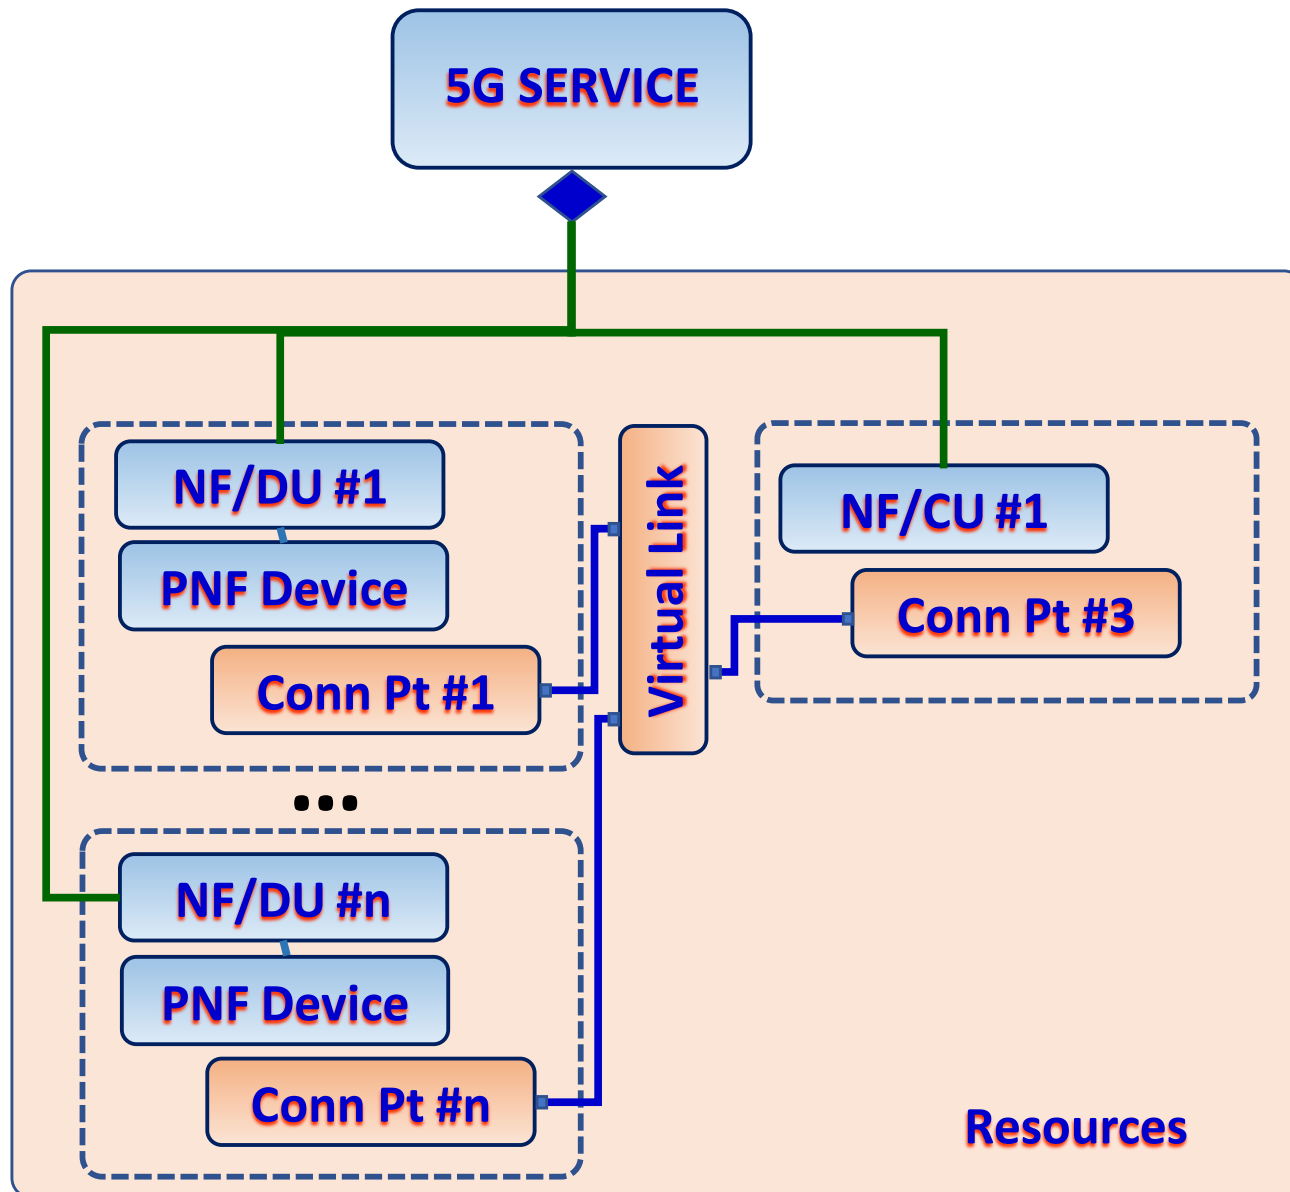 5G SERVICE
NF/DU #1
PNF Device
Conn Pt #1
Virtual Link
NF/CU #1
Conn Pt #3
...
NF/DU #n
PNF Device
Conn Pt #n
Resources